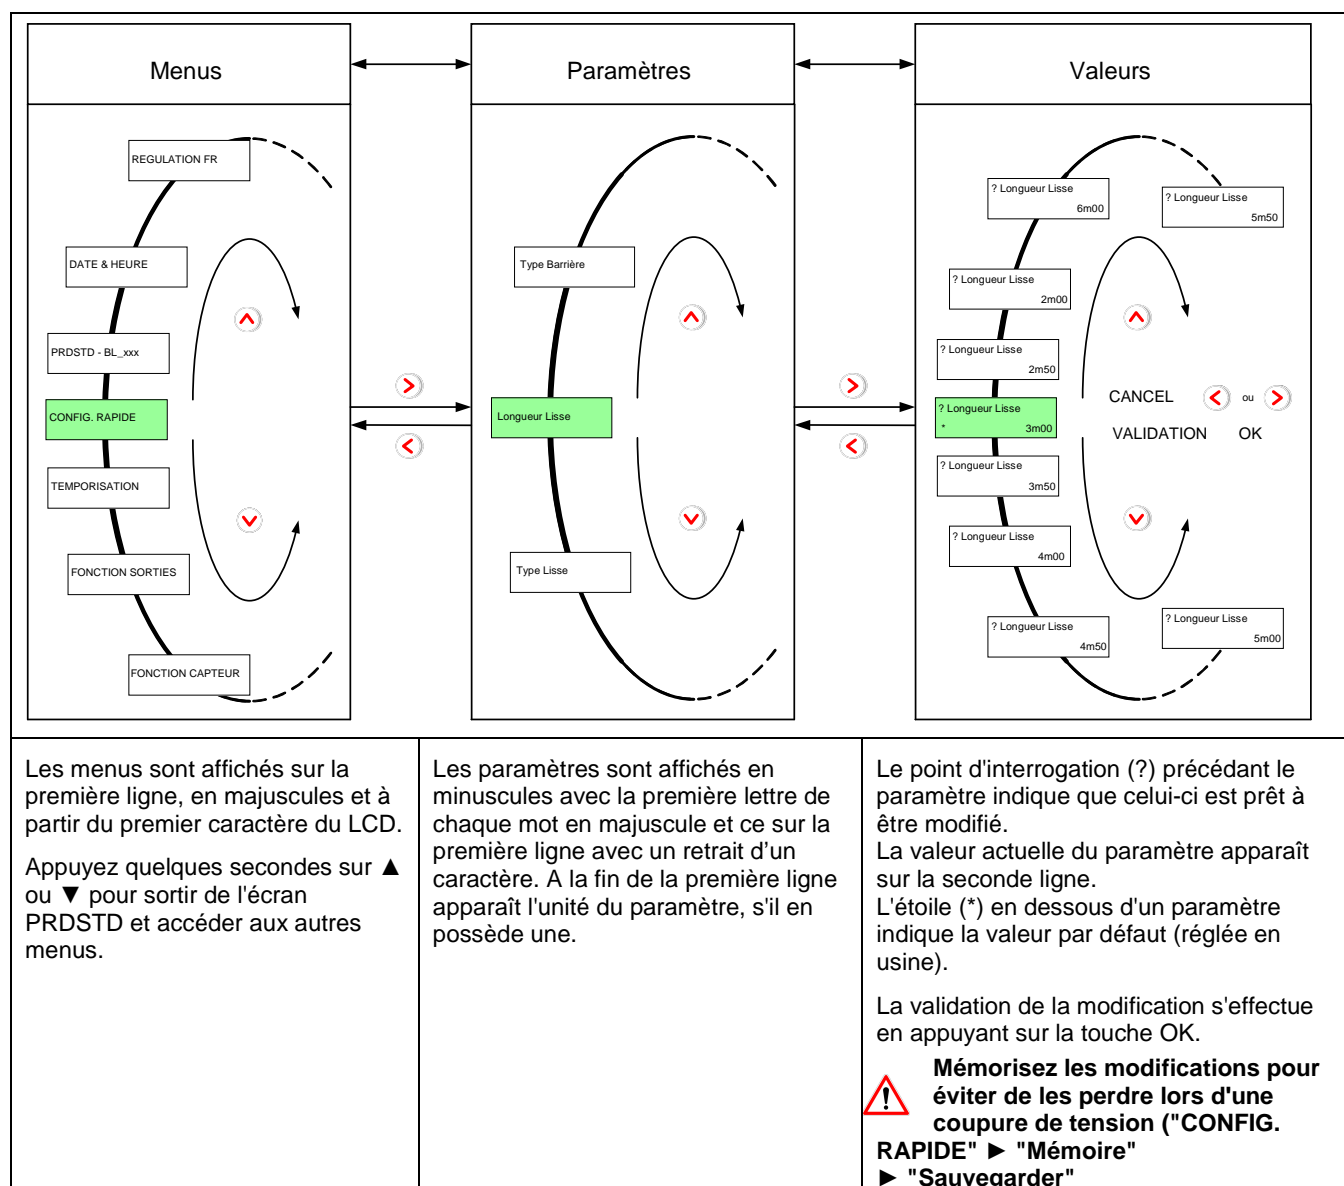 Menus
Paramètres
Valeurs
REGULATION FR
DATE & HEURE
PRDSTD - BL_xxx
CONFIG. RAPIDE
TEMPORISATION
FONCTION SORTIES
FONCTION CAPTEUR
Type Barrière
Longueur Lisse
Type Lisse
? Longueur Lisse
6m00
? Longueur Lisse
5m50
? Longueur Lisse
2m00
? Longueur Lisse
2m50
? Longueur Lisse
* 3m00
? Longueur Lisse
3m50
? Longueur Lisse
4m00
? Longueur Lisse
4m50
? Longueur Lisse
5m00
CANCEL ou
VALIDATION OK
Les menus sont affichés sur la
première ligne, en majuscules et à
partir du premier caractère du LCD.
Appuyez quelques secondes sur ▲
ou ▼ pour sortir de l'écran
PRDSTD et accéder aux autres
menus.
Les paramètres sont affichés en
minuscules avec la première lettre de
chaque mot en majuscule et ce sur la
première ligne avec un retrait d’un
caractère. A la fin de la première ligne
apparaît l'unité du paramètre, s'il en
possède une.
Le point d'interrogation (?) précédant le
paramètre indique que celui-ci est prêt à
être modifié.
La valeur actuelle du paramètre apparaît
sur la seconde ligne.
L'étoile (*) en dessous d'un paramètre
indique la valeur par défaut (réglée en
usine).
La validation de la modification s'effectue
en appuyant sur la touche OK.
Mémorisez les modifications pour
éviter de les perdre lors d'une
coupure de tension ("CONFIG.
RAPIDE" ► "Mémoire"
► "Sauvegarder"